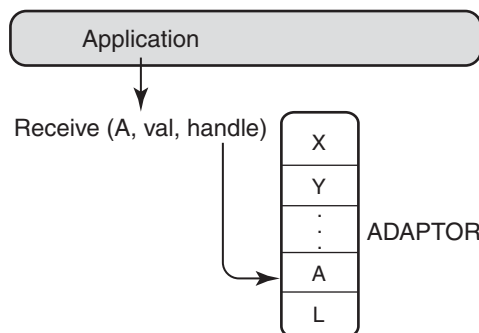 Application
Receive (A, val, handle)
X
Y
.
.
.
ADAPTOR
A
L